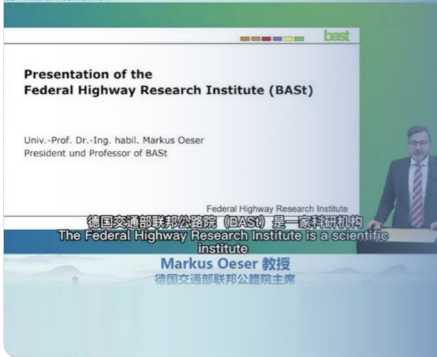 bast
Presentation of the
Federal Highway Research Institute (BASt)
Univ.-Prof. Dr.-Ing. habil. Markus Oeser
President und Professor of BASt
Federal Highway Research Institute
德国交通部联邦公路院（BASt）是一家科研机构
The Federal Highway Research Institute is a scientific
institute
Markus Oeser 教授
德国交通部联邦公路院主席